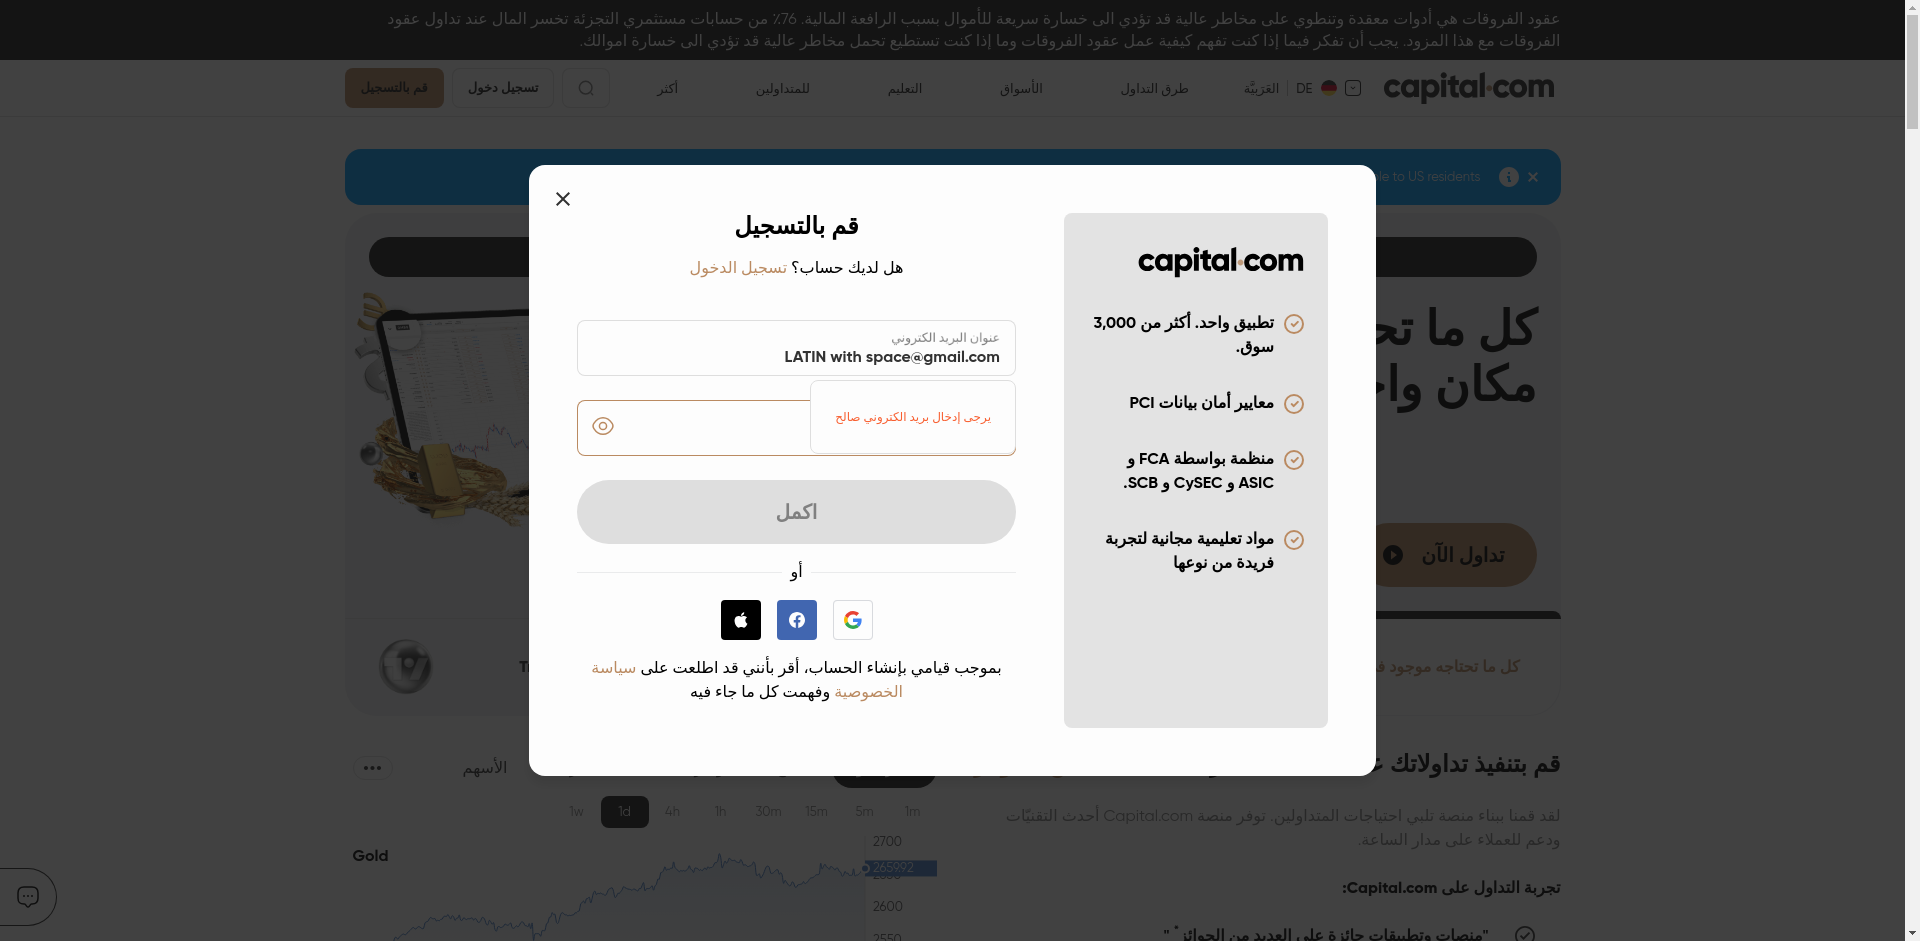 عقود الفروقات هي أدوات معقدة وتنطوي على مخاطر عالية قد تؤدي الى خسارة سريعة للأموال بسبب الرافعة المالية. 76٪ من حسابات مستثمري التجزئة تخسر المال عند تداول عقود
الفروقات مع هذا المزود. يجب أن تفكر فيما إذا كنت تفهم كيفية عمل عقود الفروقات وما إذا كنت تستطيع تحمل مخاطر عالية قد تؤدي الى خسارة اموالك.
capital.com
DE | العَرَبِيَّة
طرق التداول
الأسواق
التعليم
للمتداولين
أكثر
تسجيل دخول
قم بالتسجيل
to US residents
كل ما
مكان
تداول الآن
كل ما تحتاجه موجود
قم بالتسجيل
هل لديك حساب؟ تسجيل الدخول
عنوان البريد الكتروني
LATIN with space@gmail.com
يرجى إدخال بريد الكتروني صالح
اكمل
أو
بموجب قيامي بإنشاء الحساب، أقر بأنني قد اطلعت على سياسة
الخصوصية وفهمت كل ما جاء فيه
capital.com
تطبيق واحد. أكثر من 3,000
سوق.
معايير أمان بيانات PCI
منظمة بواسطة FCA و
ASIC و CySEC و SCB.
مواد تعليمية مجانية لتجربة
فريدة من نوعها
قم بتنفيذ تداولاتك
لقد قمنا ببناء منصة تلبي احتياجات المتداولين. توفر منصة Capital.com أحدث التقنيّات
ودعم للعملاء على مدار الساعة.
تجربة التداول على Capital.com:
"منصات وتطبيقات حائزة على العديد من الجوائز* "
الأسهم
1w
1d
4h
1h
30m
15m
5m
1m
Gold
2700
2659.92
2600
2550